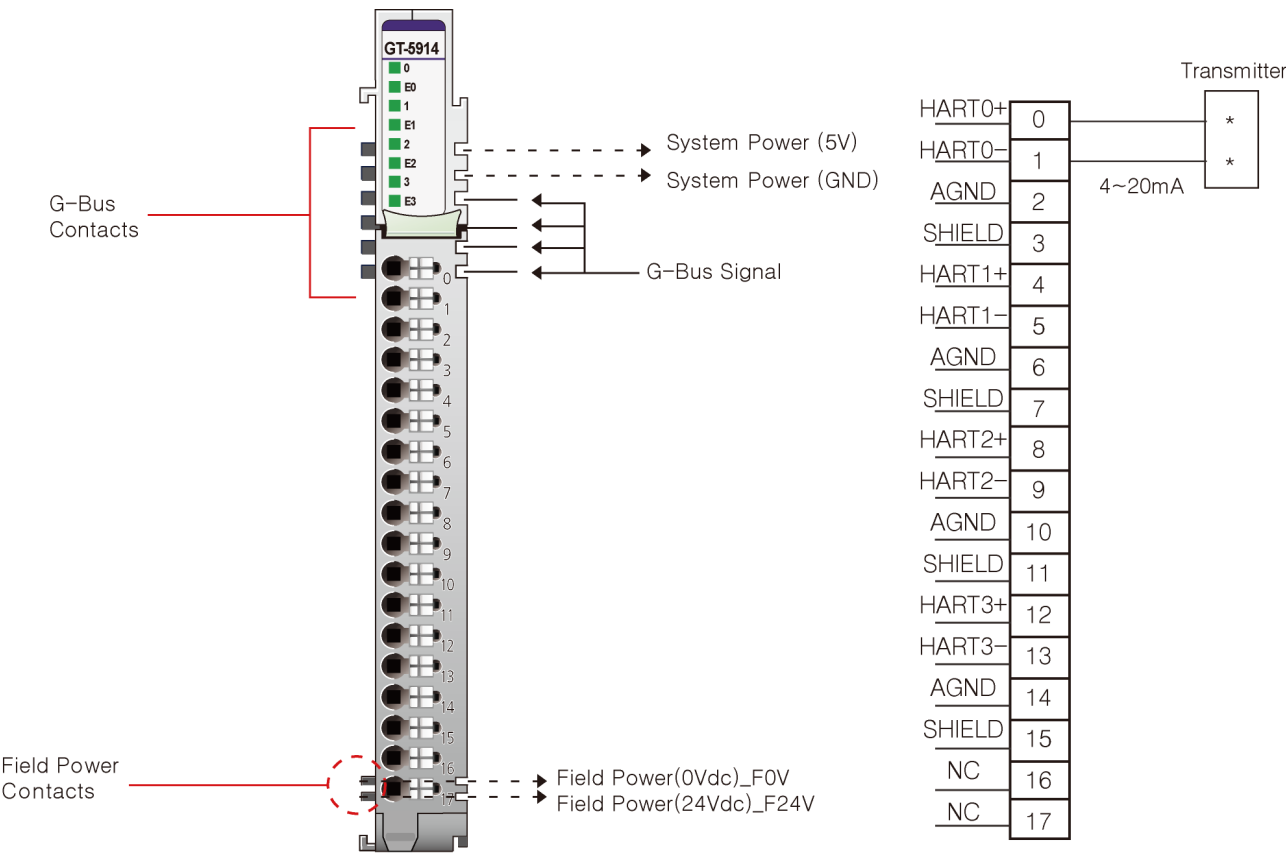 GT-5914
0
E0
1
E1
2
E2
3
E3
G-Bus
Contacts
System Power (5V)
System Power (GND)
G-Bus Signal
0
1
2
3
4
5
6
7
8
9
10
11
12
13
14
15
16
17
Field Power
Contacts
Field Power(0Vdc)_F0V
Field Power(24Vdc)_F24V
Transmitter
HART0+ 0 *
HART0- 1 *
4~20mA
AGND 2
SHIELD 3
HART1+ 4
HART1- 5
AGND 6
SHIELD 7
HART2+ 8
HART2- 9
AGND 10
SHIELD 11
HART3+ 12
HART3- 13
AGND 14
SHIELD 15
NC 16
NC 17